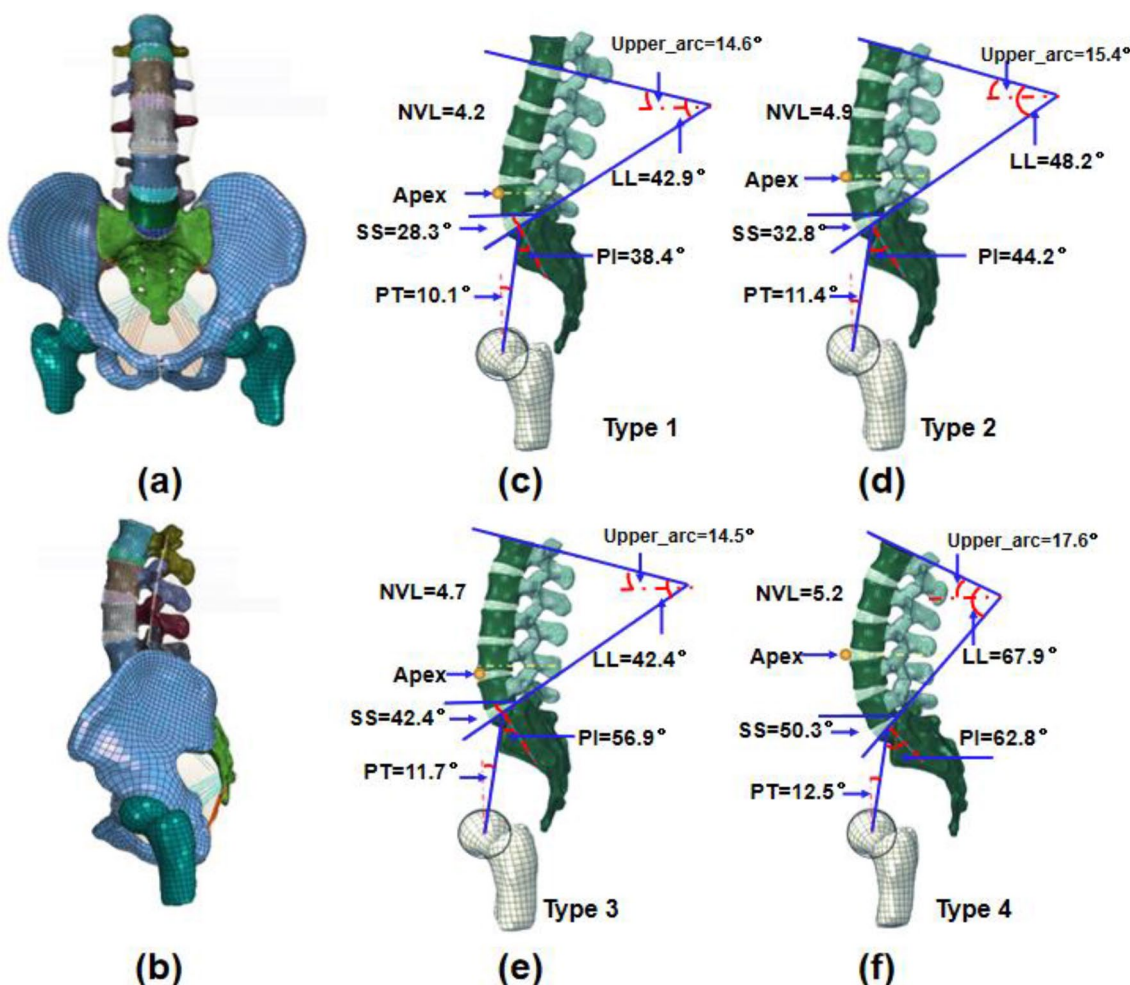 Upper_arc=14.6°
NVL=4.2
LL=42.9°
Apex
SS=28.3°
PI=38.4°
PT=10.1°
Type 1
Upper_arc=15.4°
NVL=4.9
LL=48.2°
Apex
SS=32.8°
PI=44.2°
PT=11.4°
Type 2
(a)
(c)
(d)
Upper_arc=14.5°
NVL=4.7
LL=42.4°
Apex
SS=42.4°
PI=56.9°
PT=11.7°
Type 3
Upper_arc=17.6°
NVL=5.2
LL=67.9°
Apex
SS=50.3°
PI=62.8°
PT=12.5°
Type 4
(b)
(e)
(f)